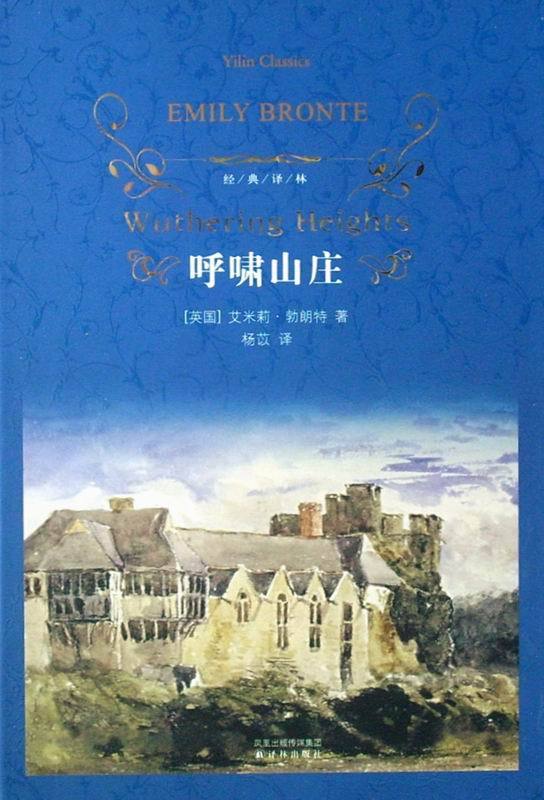 Yilin Classics
EMILY BRONTE
经/典/译/林
Wuthering Heights
呼啸山庄
[英国] 艾米莉·勃朗特 著
杨苡 译
凤凰出版传媒集团
译林出版社